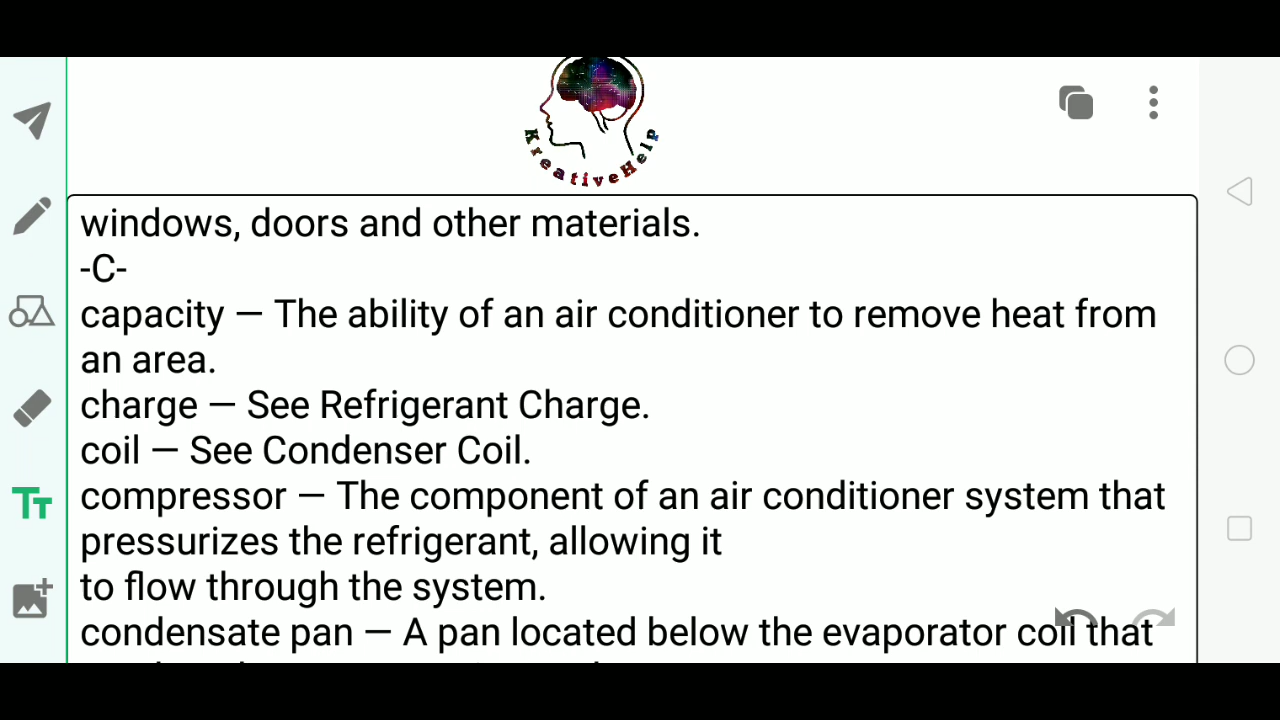 KreativeHelp
windows, doors and other materials.
-C-
capacity — The ability of an air conditioner to remove heat from
an area.
charge — See Refrigerant Charge.
coil — See Condenser Coil.
compressor — The component of an air conditioner system that
pressurizes the refrigerant, allowing it
to flow through the system.
condensate pan — A pan located below the evaporator coil that
Tт